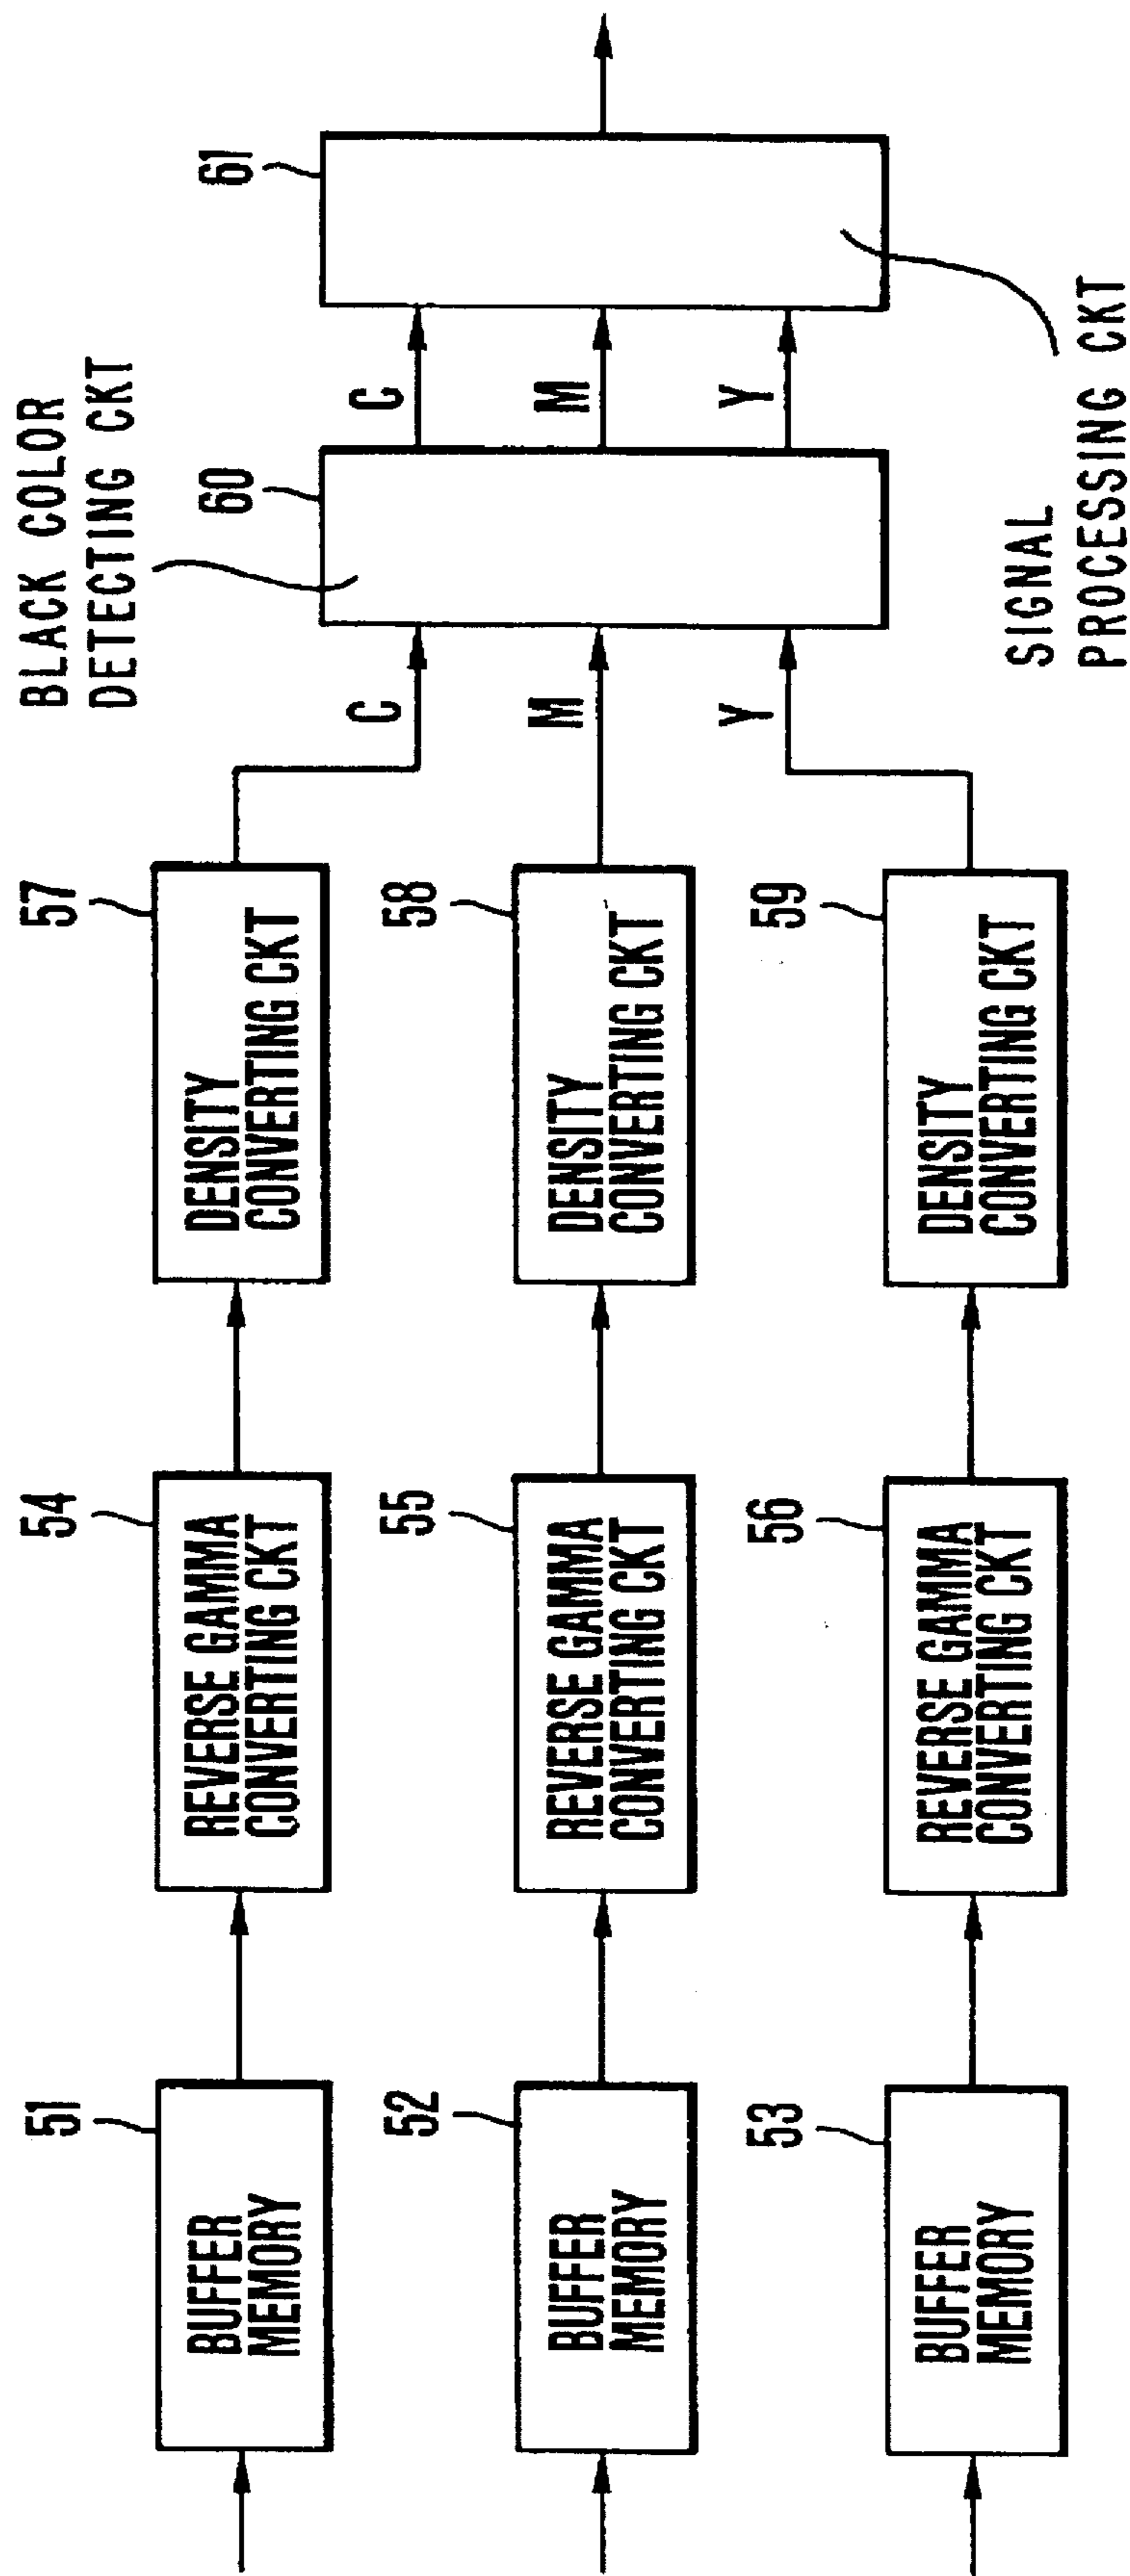 51
BUFFER
MEMORY
54
REVERSE GAMMA
CONVERTING CKT
57
DENSITY
CONVERTING CKT
52
BUFFER
MEMORY
55
REVERSE GAMMA
CONVERTING CKT
58
DENSITY
CONVERTING CKT
53
BUFFER
MEMORY
56
REVERSE GAMMA
CONVERTING CKT
59
DENSITY
CONVERTING CKT
C
M
Y
BLACK COLOR
DETECTING CKT
60
C
M
Y
61
SIGNAL
PROCESSING CKT